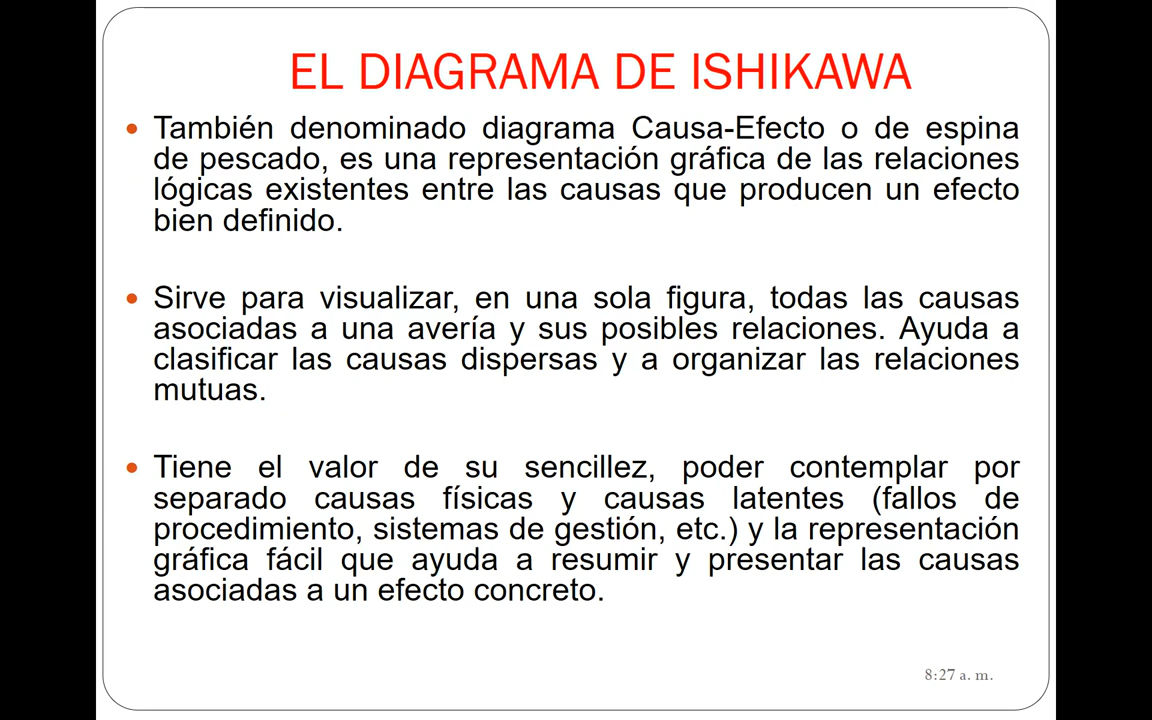 EL DIAGRAMA DE ISHIKAWA
• También denominado diagrama Causa-Efecto o de espina
de pescado, es una representación gráfica de las relaciones
lógicas existentes entre las causas que producen un efecto
bien definido.
• Sirve para visualizar, en una sola figura, todas las causas
asociadas a una avería y sus posibles relaciones. Ayuda a
clasificar las causas dispersas y a organizar las relaciones
mutuas.
• Tiene el valor de su sencillez, poder contemplar por
separado causas físicas y causas latentes (fallos de
procedimiento, sistemas de gestión, etc.) y la representación
gráfica fácil que ayuda a resumir y presentar las causas
asociadas a un efecto concreto.
8:27 a. m.